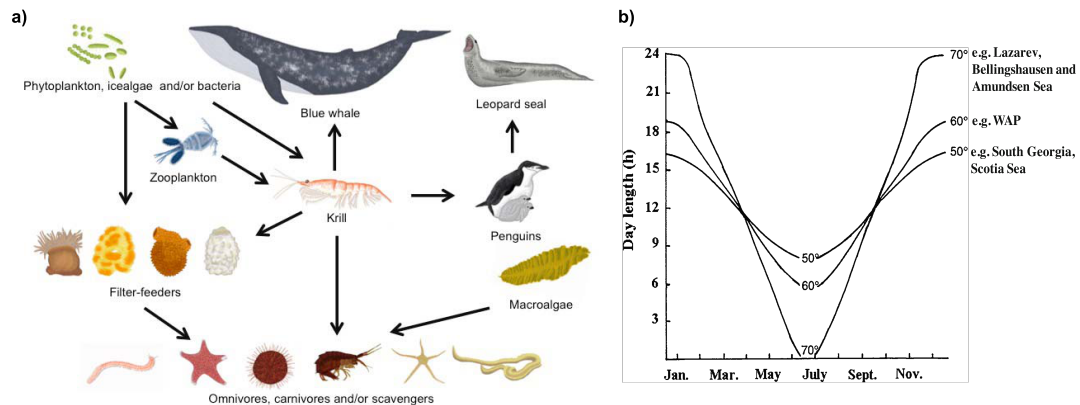 a)
Phytoplankton, icealgae and/or bacteria
Blue whale
Leopard seal
Zooplankton
Krill
Penguins
Filter-feeders
Macroalgae
Omnivores, carnivores and/or scavengers
b)
Day length (h)
24
21
18
15
12
9
6
3
Jan.
Mar.
May
July
Sept.
Nov.
50°
60°
70°
70° e.g. Lazarev,
Bellingshausen and
Amundsen Sea
60° e.g. WAP
50° e.g. South Georgia,
Scotia Sea